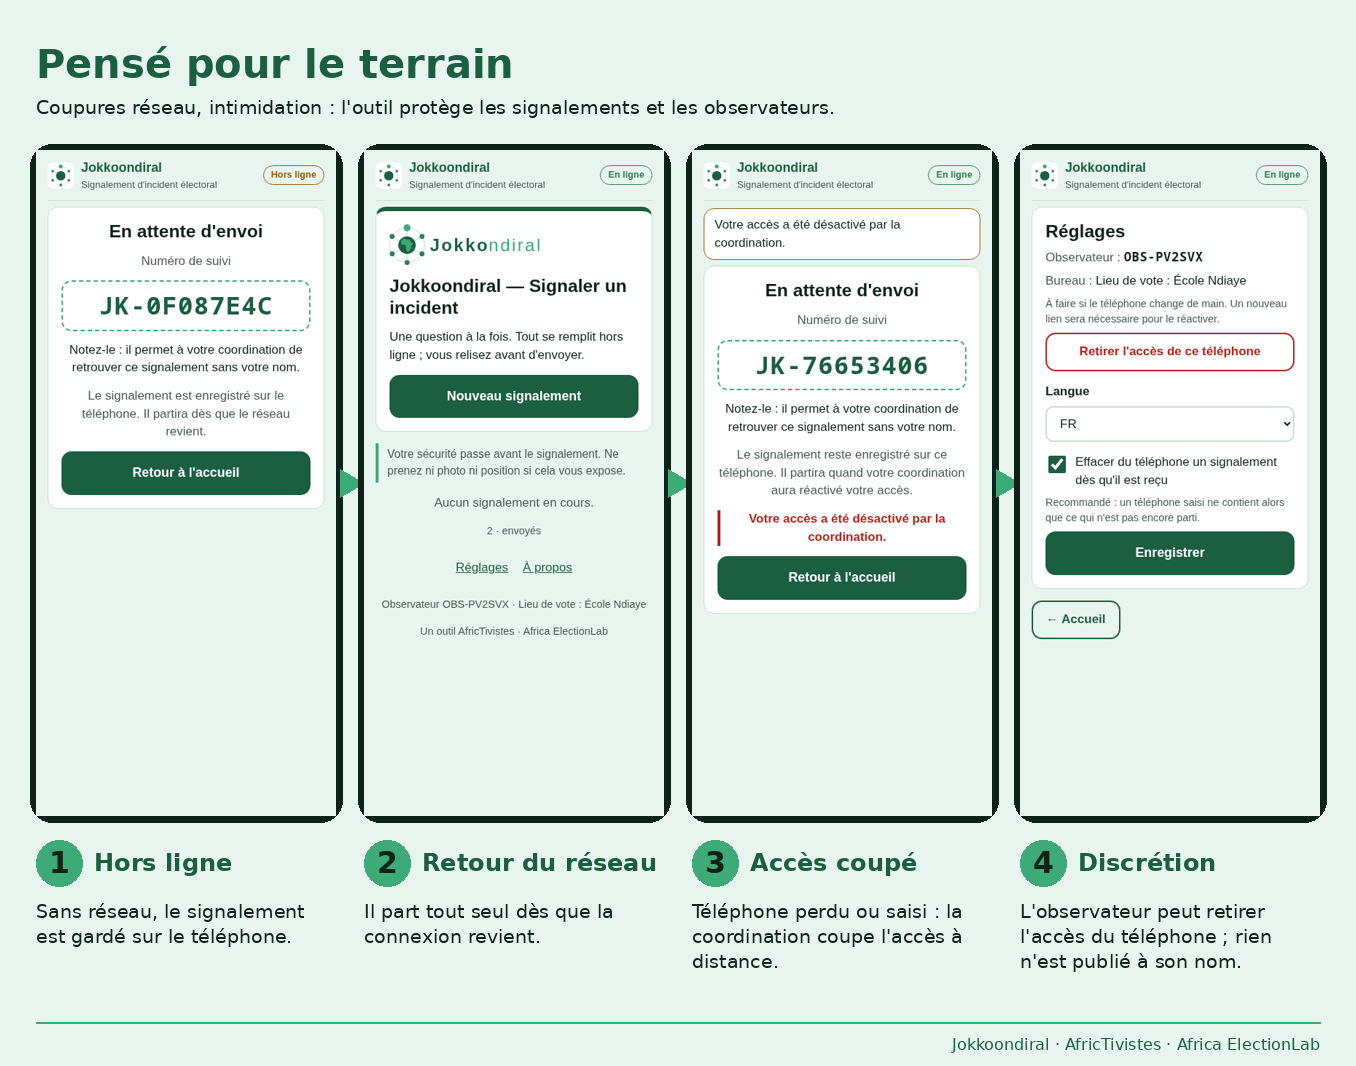 Pensé pour le terrain
Coupures réseau, intimidation : l'outil protège les signalements et les observateurs.
Jokkoondiral
Signalement d'incident électoral
Hors ligne
En attente d'envoi
Numéro de suivi
JK-0F087E4C
Notez-le : il permet à votre coordination de
retrouver ce signalement sans votre nom.
Le signalement est enregistré sur le
téléphone. Il partira dès que le réseau
revient.
Retour à l'accueil
Jokkoondiral
Signalement d'incident électoral
En ligne
Jokkondiral
Jokkoondiral — Signaler un
incident
Une question à la fois. Tout se remplit hors
ligne ; vous relisez avant d'envoyer.
Nouveau signalement
Votre sécurité passe avant le signalement. Ne
prenez ni photo ni position si cela vous expose.
Aucun signalement en cours.
2 · envoyés
Réglages À propos
Observateur OBS-PV2SVX · Lieu de vote : École Ndiaye
Un outil AfricTivistes · Africa ElectionLab
Jokkoondiral
Signalement d'incident électoral
En ligne
Votre accès a été désactivé par la
coordination.
En attente d'envoi
Numéro de suivi
JK-76653406
Notez-le : il permet à votre coordination de
retrouver ce signalement sans votre nom.
Le signalement reste enregistré sur ce
téléphone. Il partira quand votre coordination
aura réactivé votre accès.
Votre accès a été désactivé par la
coordination.
Retour à l'accueil
Jokkoondiral
Signalement d'incident électoral
En ligne
Réglages
Observateur : OBS-PV2SVX
Bureau : Lieu de vote : École Ndiaye
À faire si le téléphone change de main. Un nouveau
lien sera nécessaire pour le réactiver.
Retirer l'accès de ce téléphone
Langue
FR
Effacer du téléphone un signalement
dès qu'il est reçu
Recommandé : un téléphone saisi ne contient alors
que ce qui n'est pas encore parti.
Enregistrer
← Accueil
1 Hors ligne
Sans réseau, le signalement
est gardé sur le téléphone.
2 Retour du réseau
Il part tout seul dès que la
connexion revient.
3 Accès coupé
Téléphone perdu ou saisi : la
coordination coupe l'accès à
distance.
4 Discrétion
L'observateur peut retirer
l'accès du téléphone ; rien
n'est publié à son nom.
Jokkoondiral · AfricTivistes · Africa ElectionLab